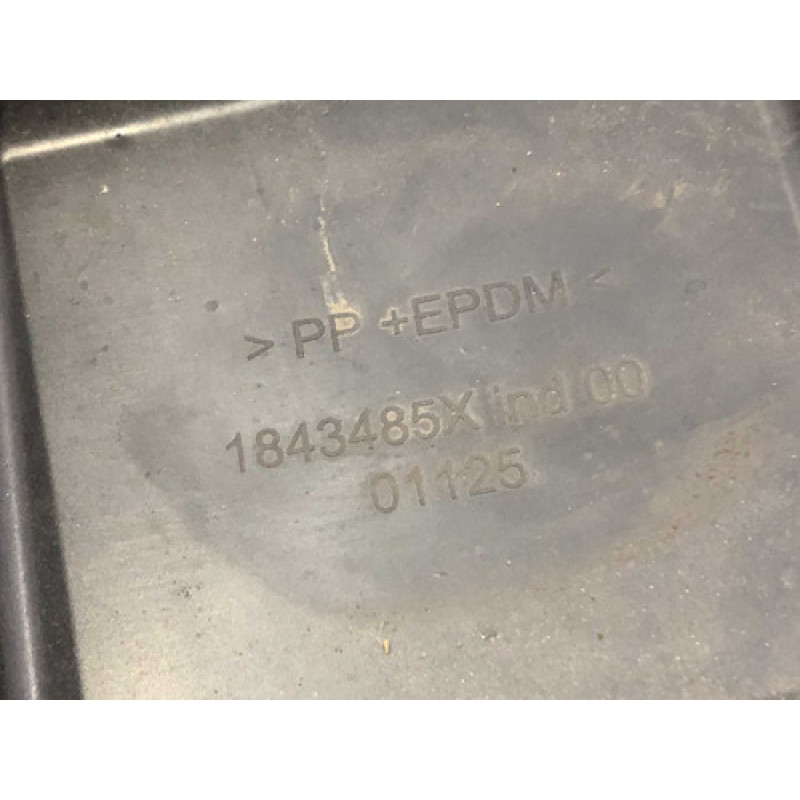 > PP +EPDM <
1843485X ind 00
01125